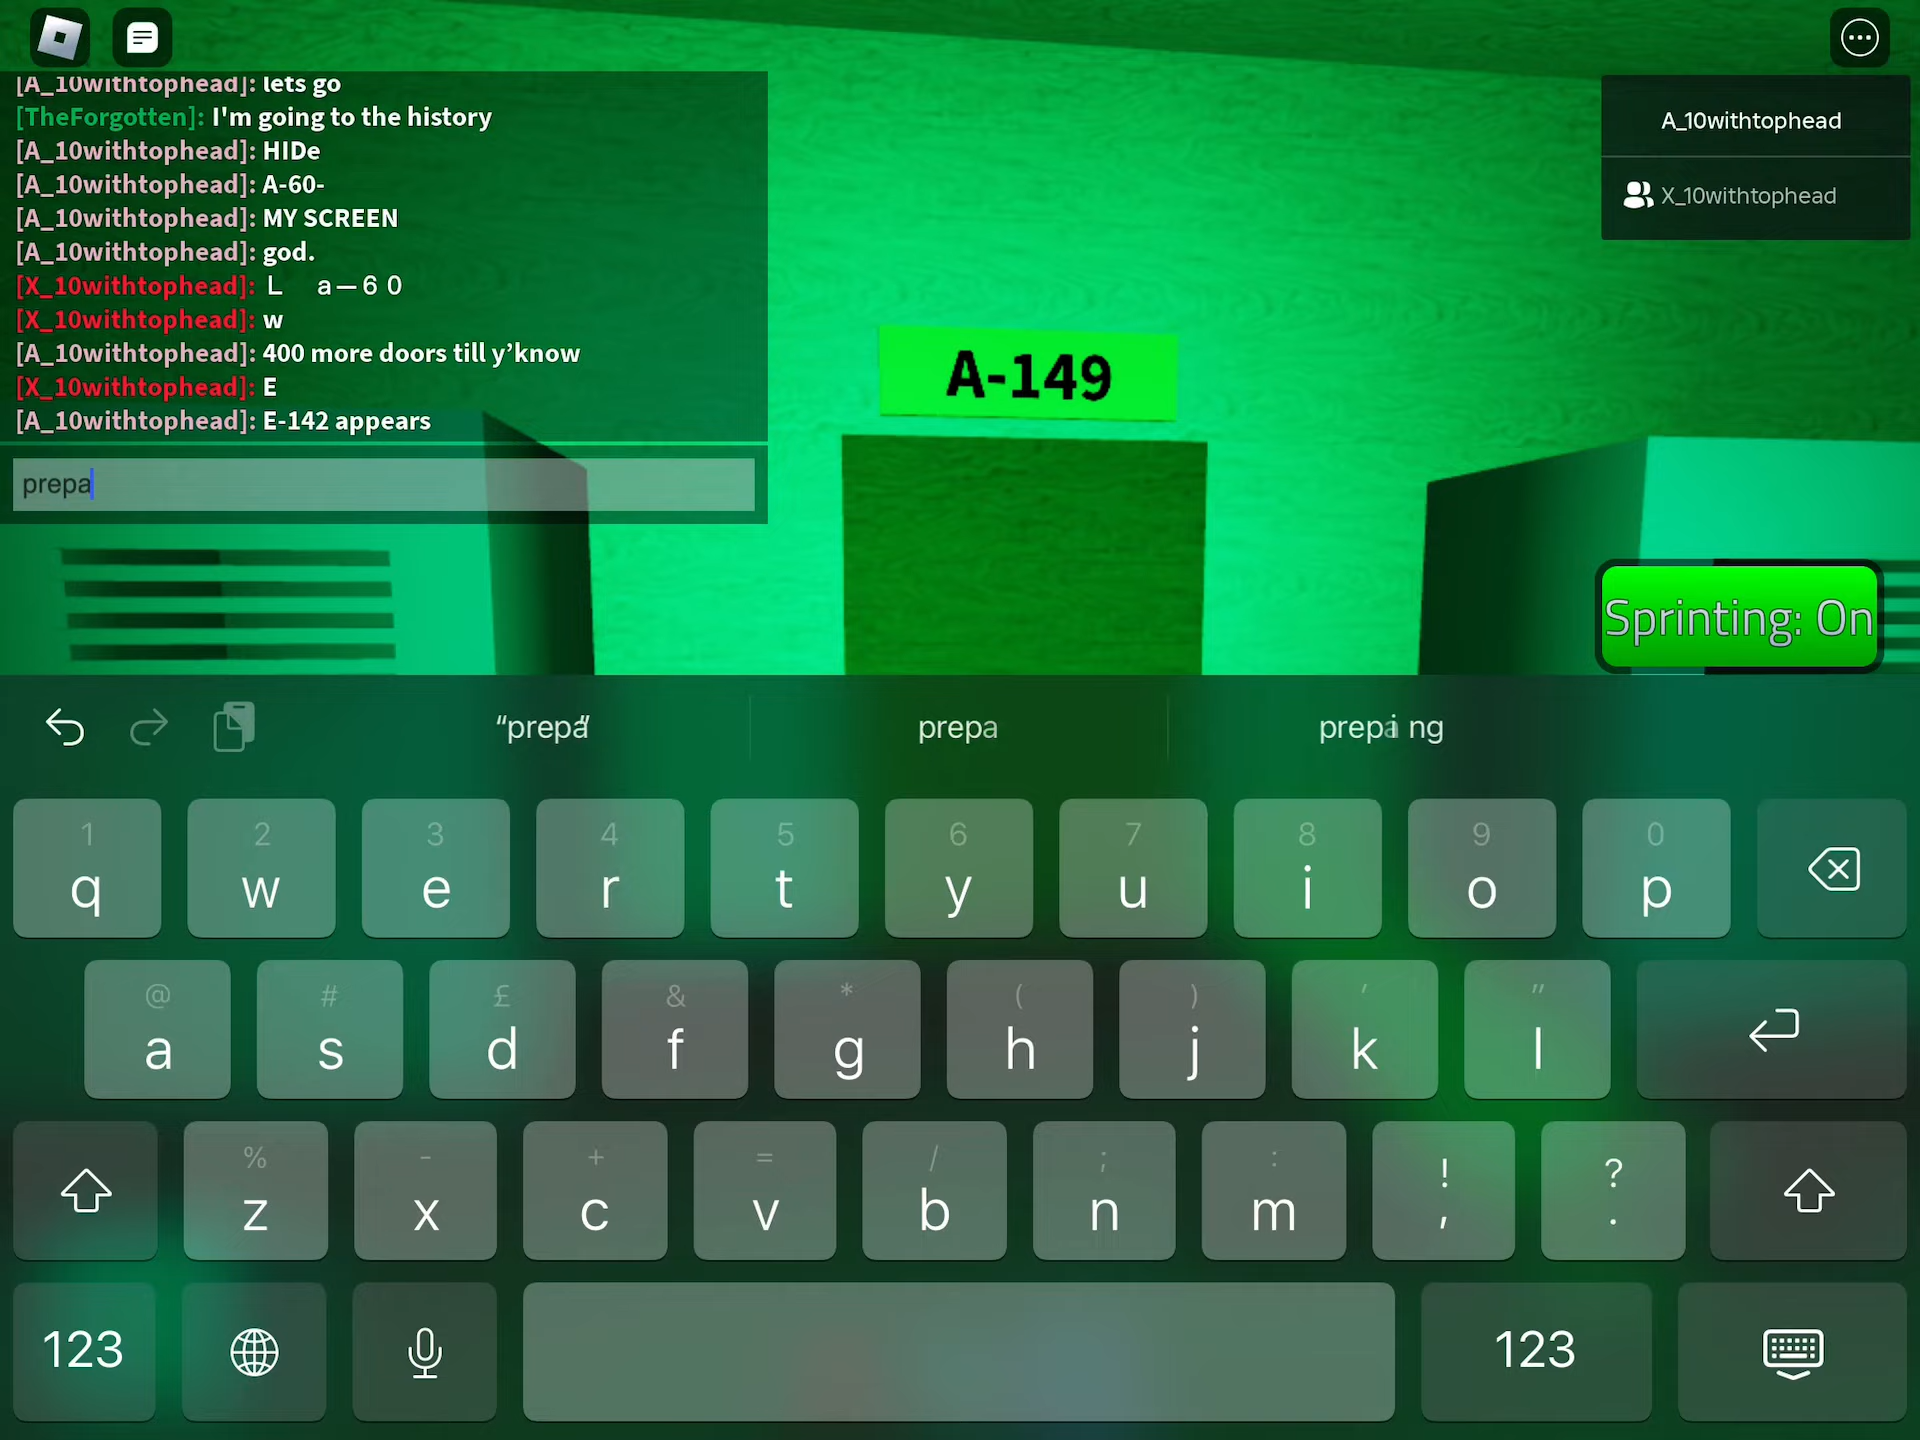 [A_10withtophead]: lets go
[TheForgotten]: I'm going to the history
[A_10withtophead]: HIDe
[A_10withtophead]: A-60-
[A_10withtophead]: MY SCREEN
[A_10withtophead]: god.
[X_10withtophead]: L a—60
[X_10withtophead]: w
[A_10withtophead]: 400 more doors till y’know
[X_10withtophead]: E
[A_10withtophead]: E-142 appears
prepa
A_10withtophead
X_10withtophead
A-149
Sprinting: On
“prepa” prepa
1 2 3 4 5 6 7 8 9 0
q w e r t y u i o p
@ # £ & * ( ) ' "
a s d f g h j k l
% - + = / ; : ! ?
z x c v b n m , .
123 123